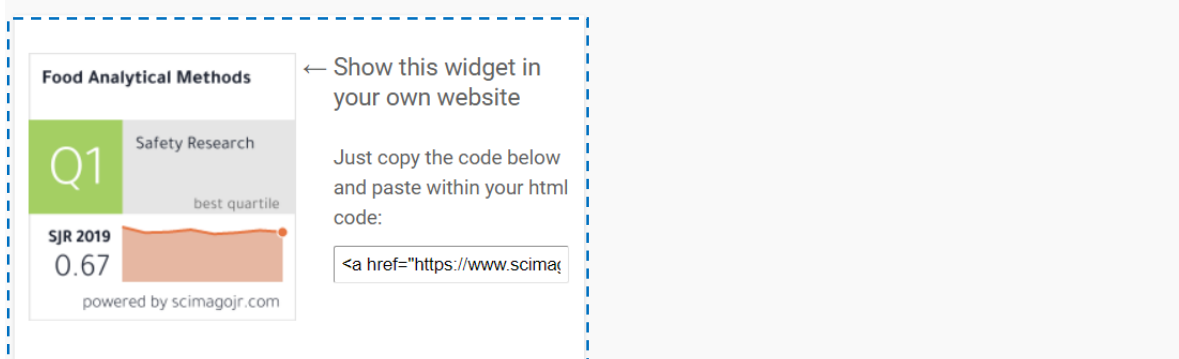 Food Analytical Methods
Q1
Safety Research
best quartile
SJR 2019
0.67
powered by scimagojr.com
← Show this widget in
your own website
Just copy the code below
and paste within your html
code:
<a href="https://www.scimag